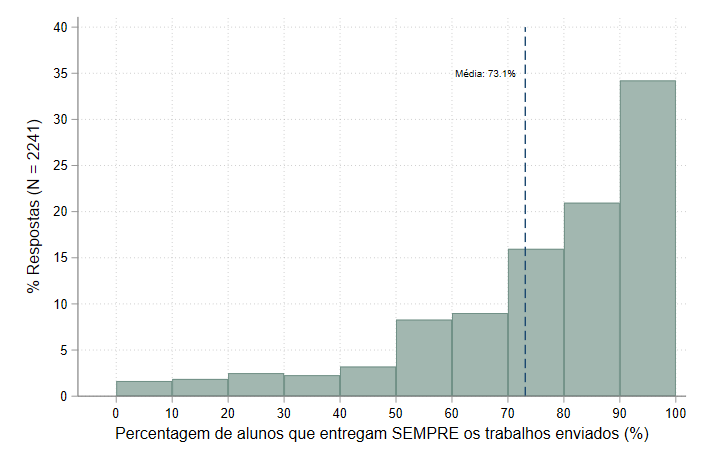 % Respostas (N = 2241)
40
35
30
25
20
15
10
5
0
Média: 73.1%
0 10 20 30 40 50 60 70 80 90 100
Percentagem de alunos que entregam SEMPRE os trabalhos enviados (%)